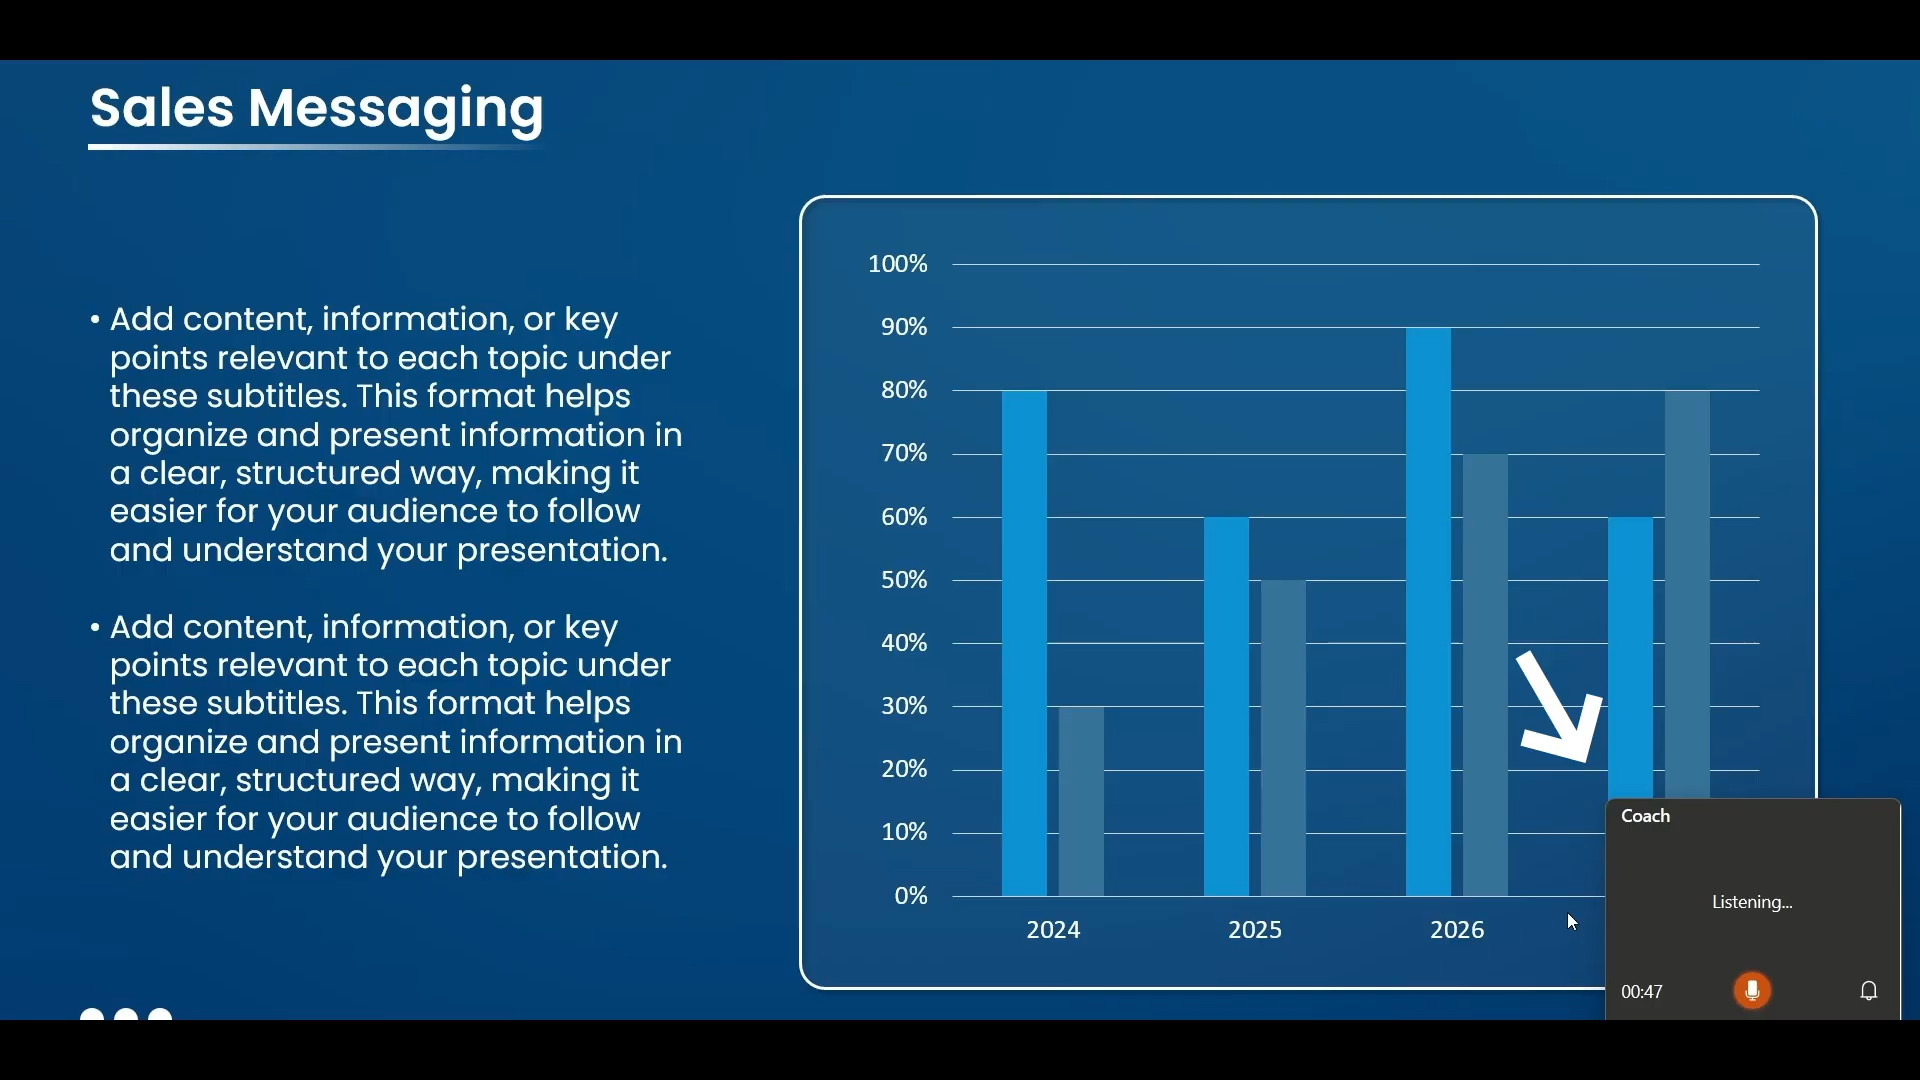 Sales Messaging
• Add content, information, or key
points relevant to each topic under
these subtitles. This format helps
organize and present information in
a clear, structured way, making it
easier for your audience to follow
and understand your presentation.
• Add content, information, or key
points relevant to each topic under
these subtitles. This format helps
organize and present information in
a clear, structured way, making it
easier for your audience to follow
and understand your presentation.
100%
90%
80%
70%
60%
50%
40%
30%
20%
10%
0%
2024
2025
2026
Coach
Listening...
00:47